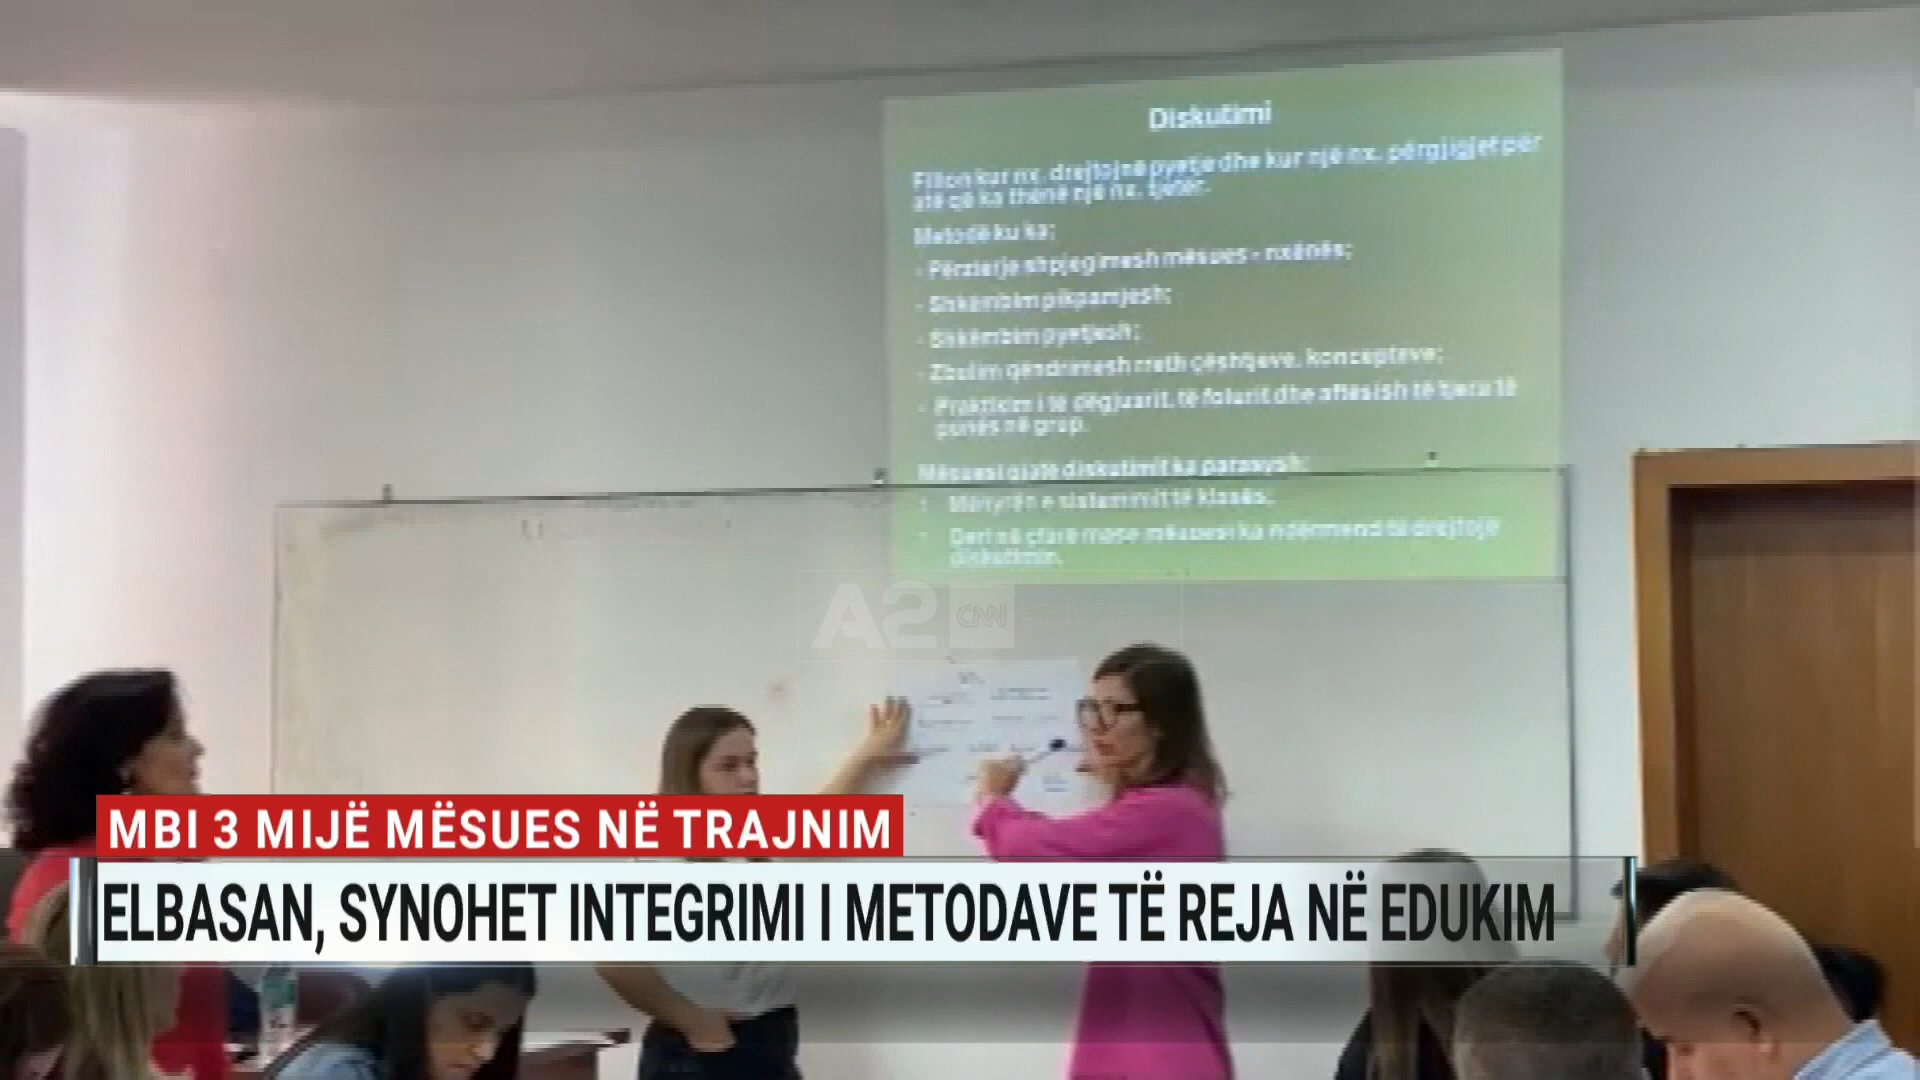 Diskutimi
Fillon kur nx. drejtojnë pyetje dhe kur një nx. përgjigjet për
atë që ka thënë një nx. tjetër.
Metodë ku ka:
- Përzierje shpjegimesh mësues - nxënës;
- Shkëmbim pikpamjesh;
- Shkëmbim pyetjesh;
- Zbulim qëndrimesh rreth çështjeve, koncepteve;
- Praktikim i të dëgjuarit, të folurit dhe aftësish të tjera të
punës në grup.
Mësuesi gjatë diskutimit ka parasysh:
Mënyrën e sistemimit të klasës;
Deri në çfarë mase mësuesi ka ndërmend të drejtojë
diskutimin.
A2 CNN
MBI 3 MIJË MËSUES NË TRAJNIM
ELBASAN, SYNOHET INTEGRIMI I METODAVE TË REJA NË EDUKIM